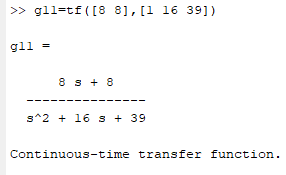 >> g11=tf([8 8],[1 16 39])
g11 =
8 s + 8
---------------
s^2 + 16 s + 39
Continuous-time transfer function.